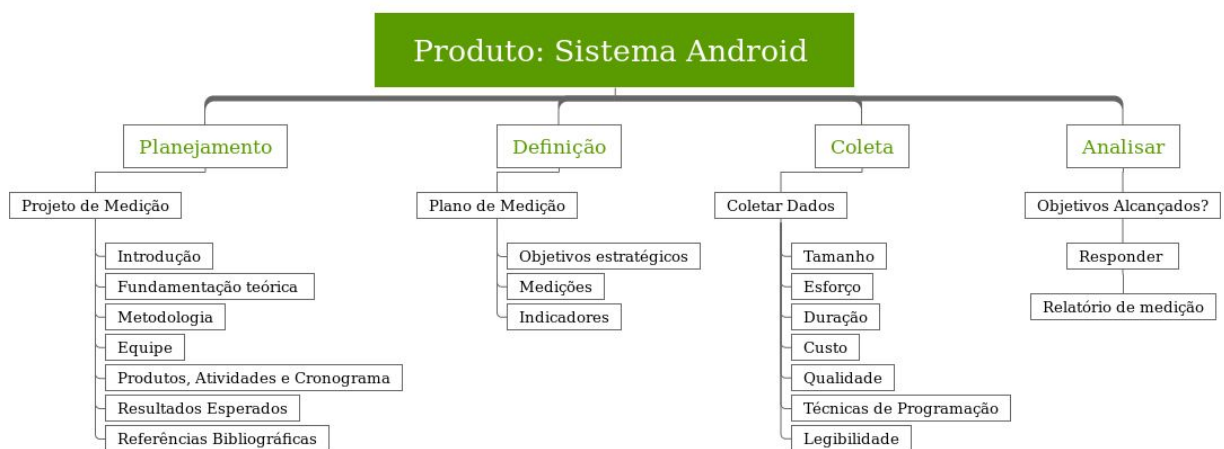 Produto: Sistema Android
Planejamento
Projeto de Medição
Introdução
Fundamentação teórica
Metodologia
Equipe
Produtos, Atividades e Cronograma
Resultados Esperados
Referências Bibliográficas
Definição
Plano de Medição
Objetivos estratégicos
Medições
Indicadores
Coleta
Coletar Dados
Tamanho
Esforço
Duração
Custo
Qualidade
Técnicas de Programação
Legibilidade
Analisar
Objetivos Alcançados?
Responder
Relatório de medição